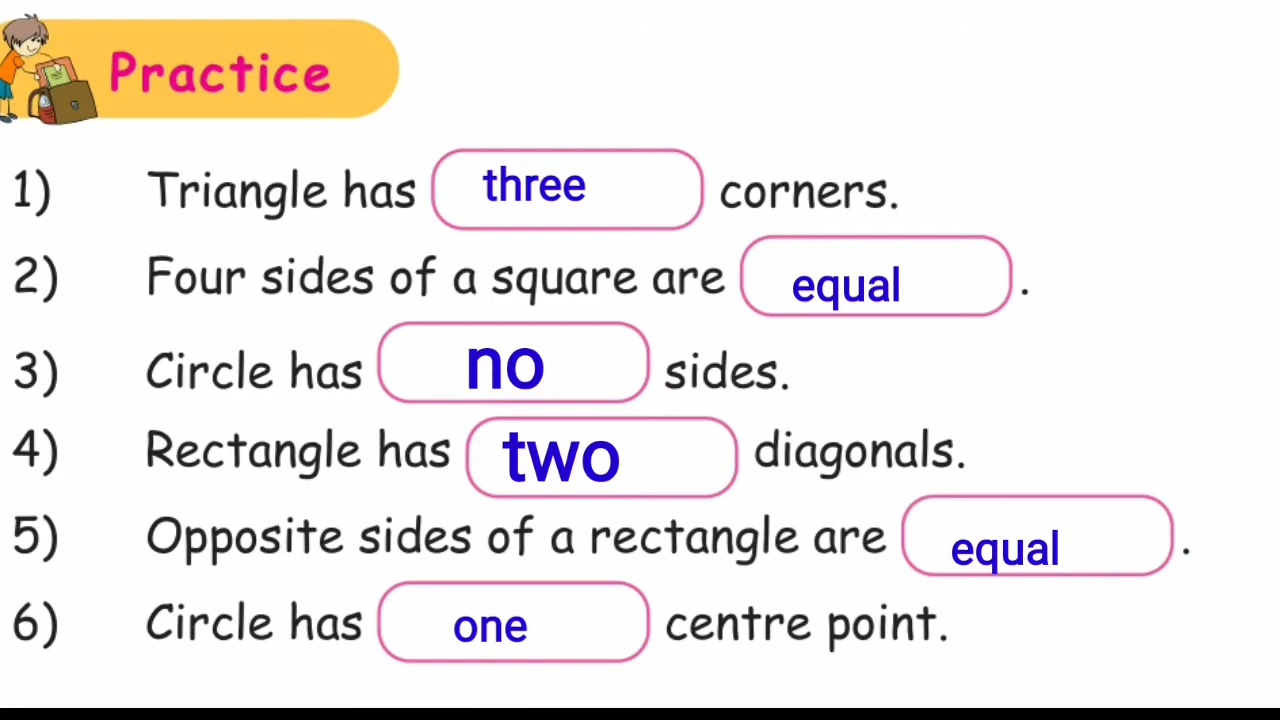 Practice
1) Triangle has three corners.
2) Four sides of a square are equal .
3) Circle has no sides.
4) Rectangle has two diagonals.
5) Opposite sides of a rectangle are equal .
6) Circle has one centre point.